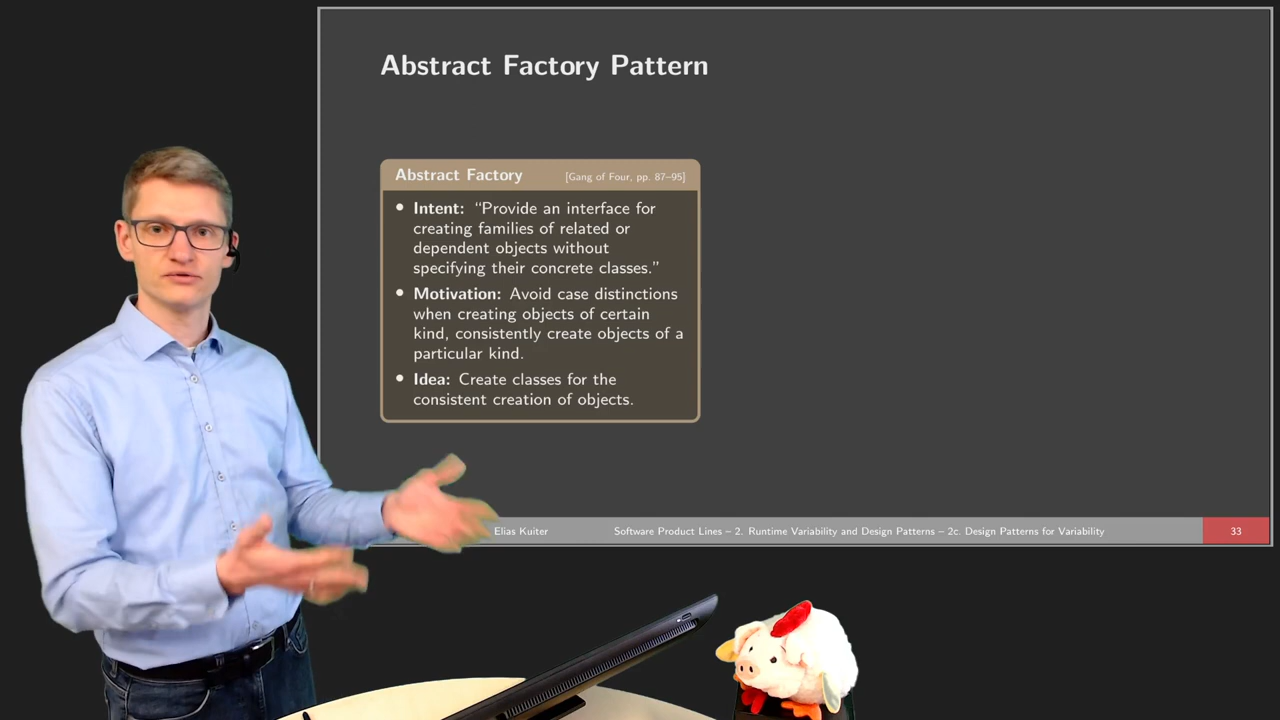 Abstract Factory Pattern
Abstract Factory [Gang of Four, pp. 87–95]
• Intent: “Provide an interface for
creating families of related or
dependent objects without
specifying their concrete classes.”
• Motivation: Avoid case distinctions
when creating objects of certain
kind, consistently create objects of a
particular kind.
• Idea: Create classes for the
consistent creation of objects.
Elias Kuiter Software Product Lines – 2. Runtime Variability and Design Patterns – 2c. Design Patterns for Variability 33